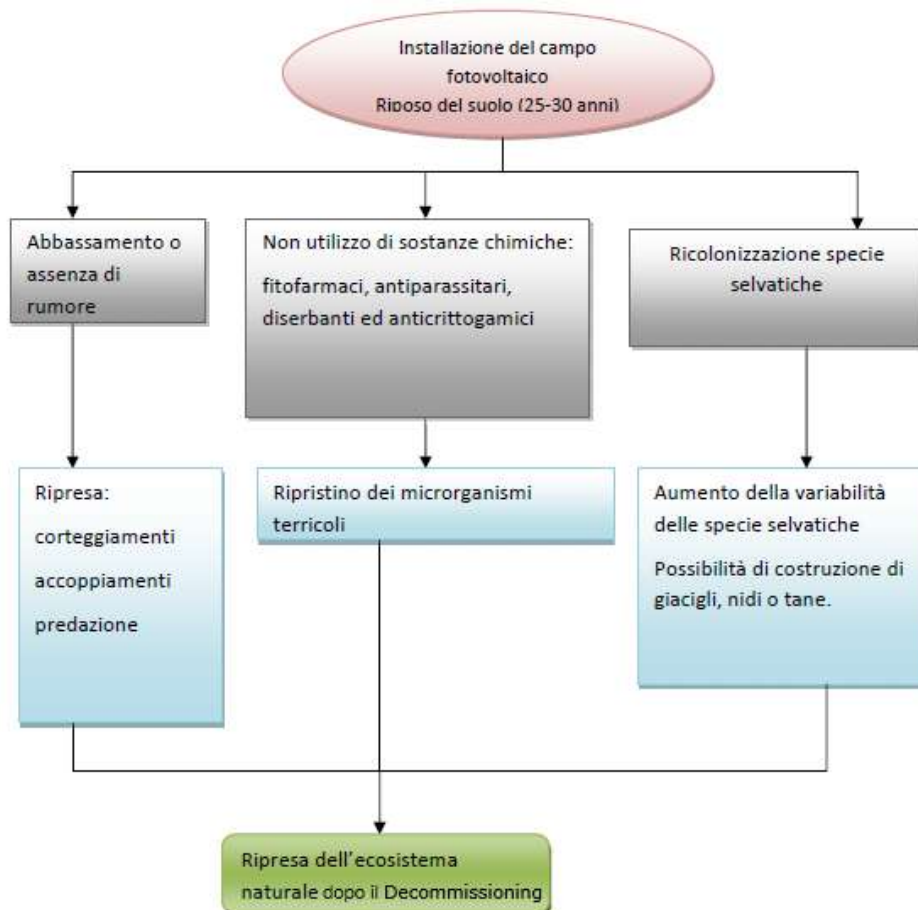 Installazione del campo
fotovoltaico
Riposo del suolo (25-30 anni)
Abbassamento o
assenza di
rumore
Non utilizzo di sostanze chimiche:
fitofarmaci, antiparassitari,
diserbanti ed anticrittogamici
Ricolonizzazione specie
selvatiche
Ripresa:
corteggiamenti
accoppiamenti
predazione
Ripristino dei microrganismi
terricoli
Aumento della variabilità
delle specie selvatiche
Possibilità di costruzione di
giacigli, nidi o tane.
Ripresa dell’ecosistema
naturale dopo il Decommissioning